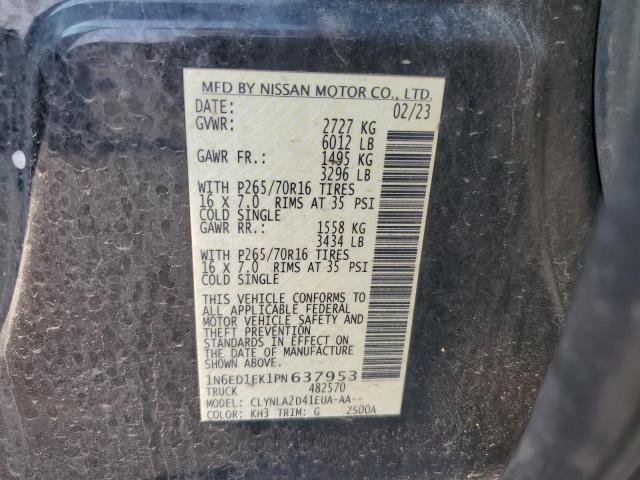 MFD BY NISSAN MOTOR CO., LTD.
DATE: 02/23
GVWR: 2727 KG
6012 LB
GAWR FR.: 1495 KG
3296 LB
WITH P265/70R16 TIRES
16 X 7.0 RIMS AT 35 PSI
COLD SINGLE
GAWR RR.: 1558 KG
3434 LB
WITH P265/70R16 TIRES
16 X 7.0 RIMS AT 35 PSI
COLD SINGLE
THIS VEHICLE CONFORMS TO
ALL APPLICABLE FEDERAL
MOTOR VEHICLE SAFETY AND
THEFT PREVENTION
STANDARDS IN EFFECT ON
THE DATE OF MANUFACTURE SHOWN
ABOVE.
1N6ED1EK1PN637953
TRUCK 482570
MODEL: CLYNLA2D41EUA-AA--
COLOR: KH3 TRIM: G ZS00A